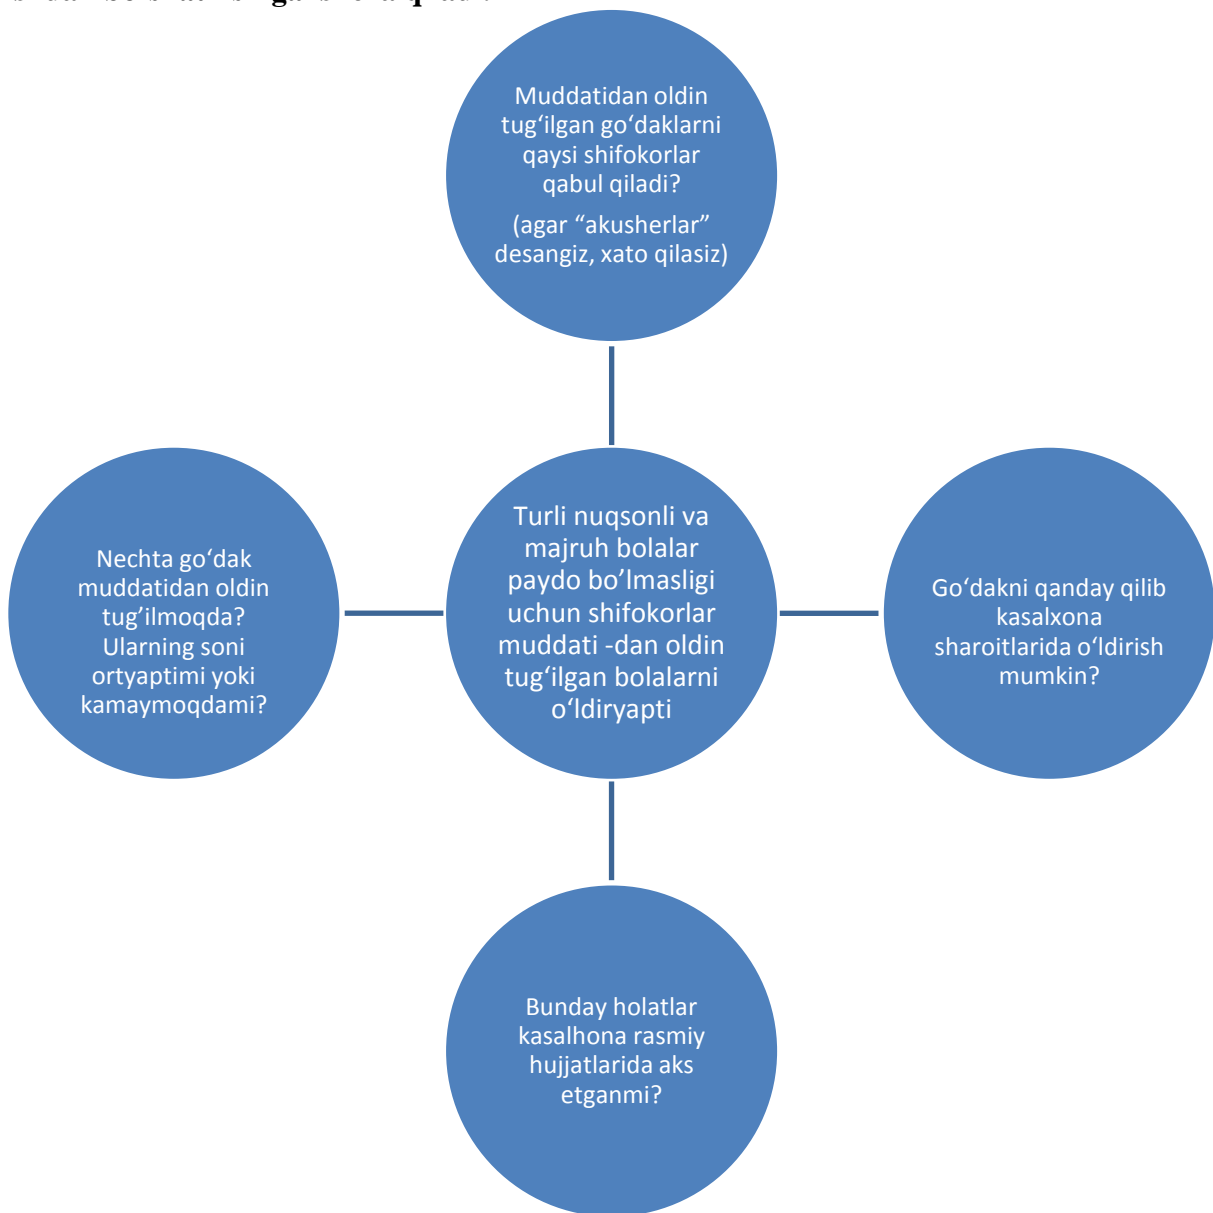 Muddatidan oldin
tug‘ilgan go‘daklarni
qaysi shifokorlar
qabul qiladi?
(agar “akusherlar”
desangiz, xato qilasiz)
Nechta go‘dak
muddatidan oldin
tug’ilmoqda?
Ularning soni
ortyaptimi yoki
kamaymoqdami?
Turli nuqsonli va
majruh bolalar
paydo bo’lmasligi
uchun shifokorlar
muddati -dan oldin
tug‘ilgan bolalarni
o‘ldiryapti
Go‘dakni qanday qilib
kasalxona
sharoitlarida o‘ldirish
mumkin?
Bunday holatlar
kasalhona rasmiy
hujjatlarida aks
etganmi?